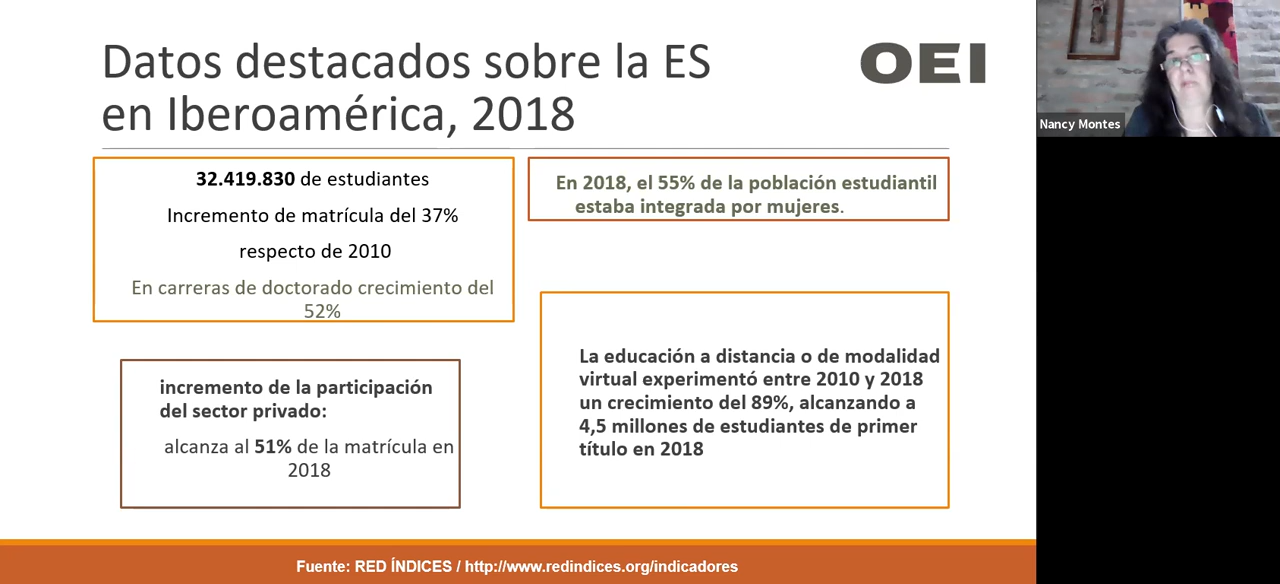 Datos destacados sobre la ES
en Iberoamérica, 2018
OEI
32.419.830 de estudiantes
Incremento de matrícula del 37%
respecto de 2010
En carreras de doctorado crecimiento del
52%
En 2018, el 55% de la población estudiantil
estaba integrada por mujeres.
incremento de la participación
del sector privado:
alcanza al 51% de la matrícula en
2018
La educación a distancia o de modalidad
virtual experimentó entre 2010 y 2018
un crecimiento del 89%, alcanzando a
4,5 millones de estudiantes de primer
título en 2018
Fuente: RED ÍNDICES / http://www.redindices.org/indicadores
Nancy Montes